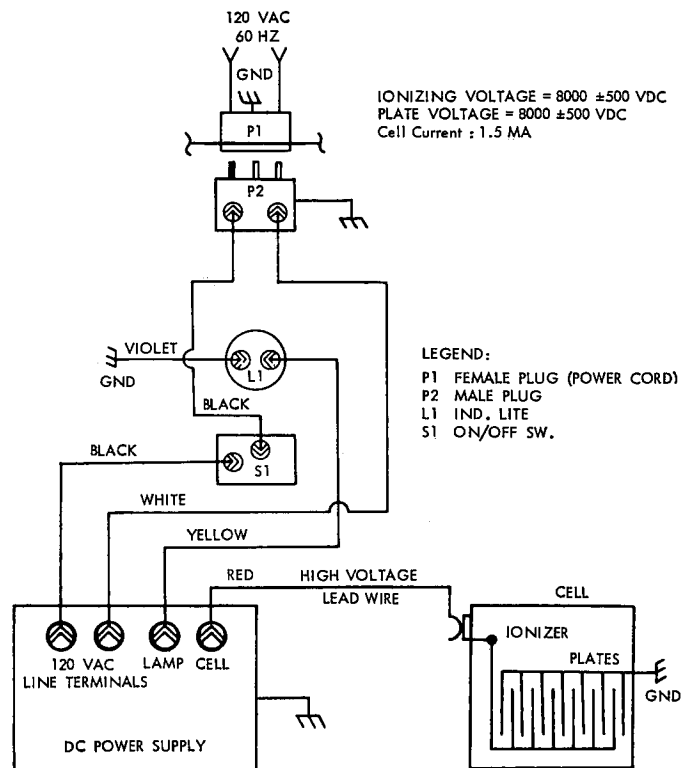 120 VAC
60 HZ
GND
P1
IONIZING VOLTAGE = 8000 ±500 VDC
PLATE VOLTAGE = 8000 ±500 VDC
Cell Current : 1.5 MA
P2
VIOLET
GND
L1
LEGEND:
P1 FEMALE PLUG (POWER CORD)
P2 MALE PLUG
L1 IND. LITE
S1 ON/OFF SW.
BLACK
BLACK
S1
WHITE
YELLOW
RED
HIGH VOLTAGE
LEAD WIRE
CELL
IONIZER
PLATES
GND
120 VAC
LINE TERMINALS
LAMP
CELL
DC POWER SUPPLY